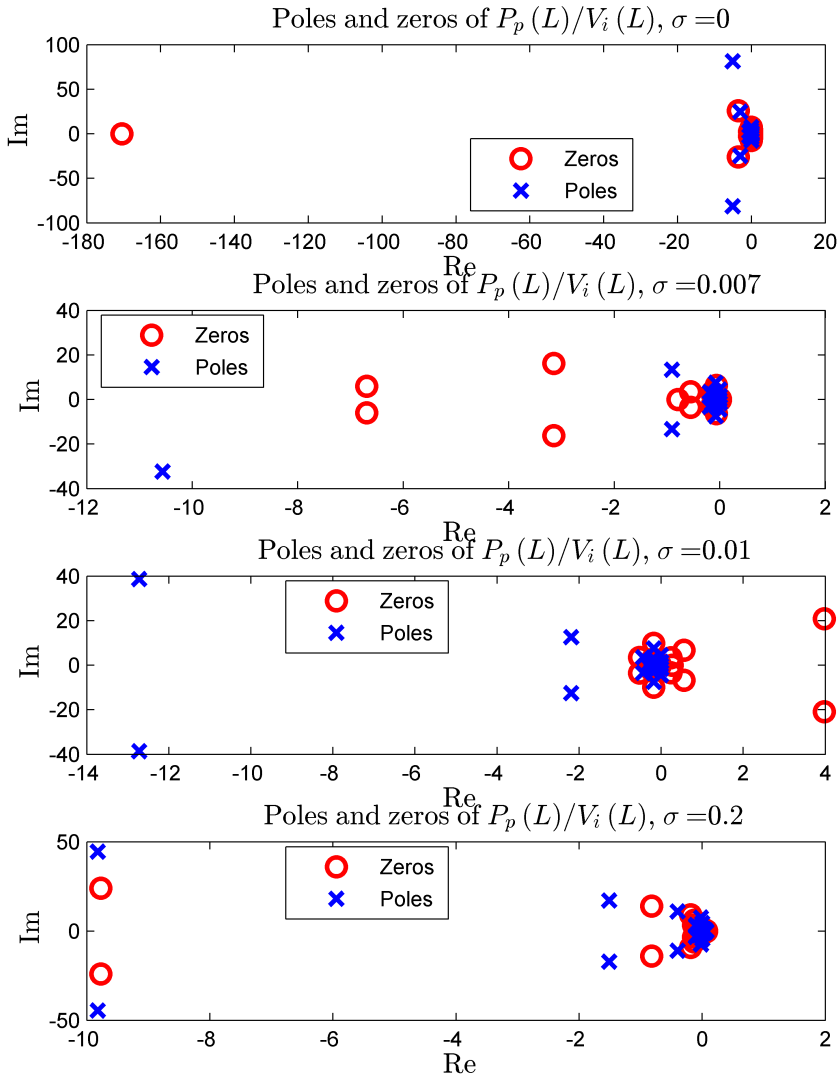 Poles and zeros of P_p (L)/V_i (L), σ =0
100
50
0
-50
-100
Im
Zeros
Poles
-180 -160 -140 -120 -100 -80 -60 -40 -20 0 20
Re
Poles and zeros of P_p (L)/V_i (L), σ =0.007
40
20
0
-20
-40
Im
Zeros
Poles
-12 -10 -8 -6 -4 -2 0 2
Re
Poles and zeros of P_p (L)/V_i (L), σ =0.01
40
20
0
-20
-40
Im
Zeros
Poles
-14 -12 -10 -8 -6 -4 -2 0 2 4
Re
Poles and zeros of P_p (L)/V_i (L), σ =0.2
50
0
-50
Im
Zeros
Poles
-10 -8 -6 -4 -2 0 2
Re